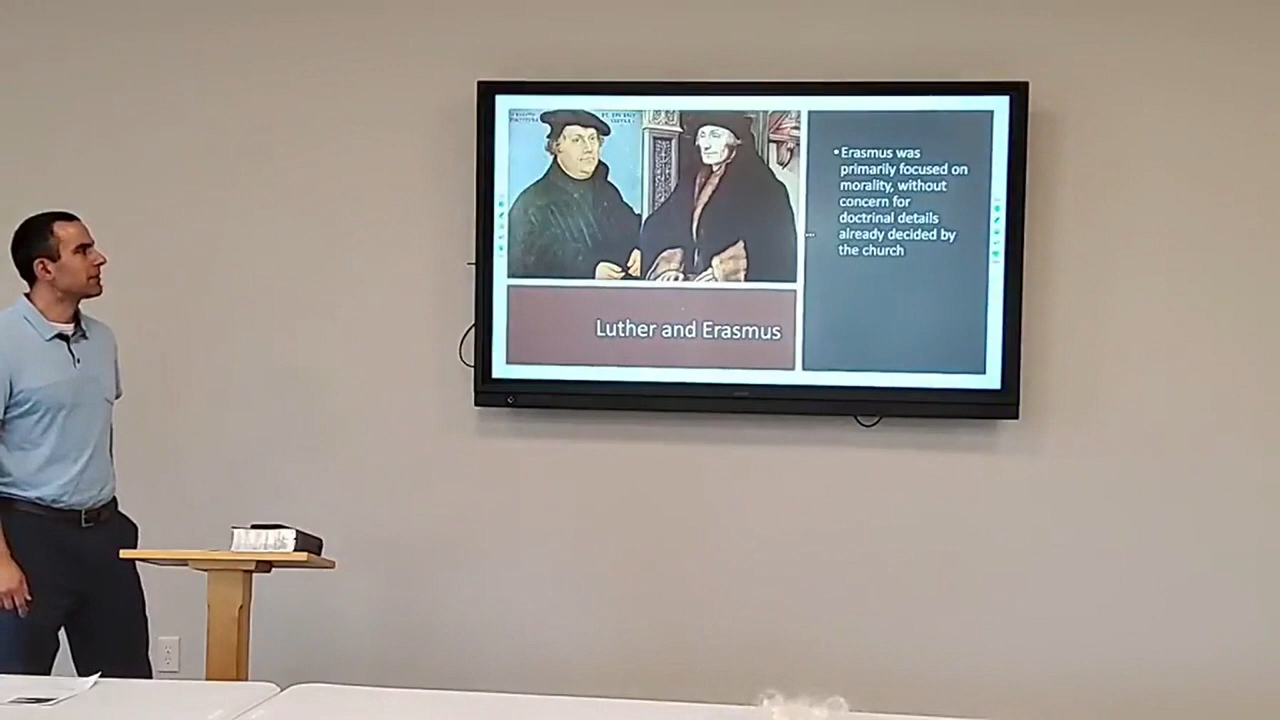 •Erasmus was
primarily focused on
morality, without
concern for
doctrinal details
already decided by
the church
Luther and Erasmus